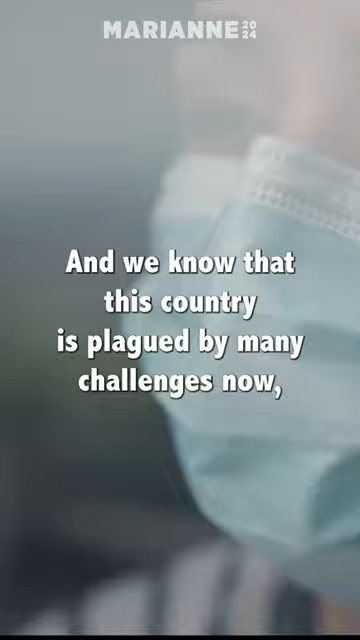 MARIANNE 2024
And we know that
this country
is plagued by many
challenges now,